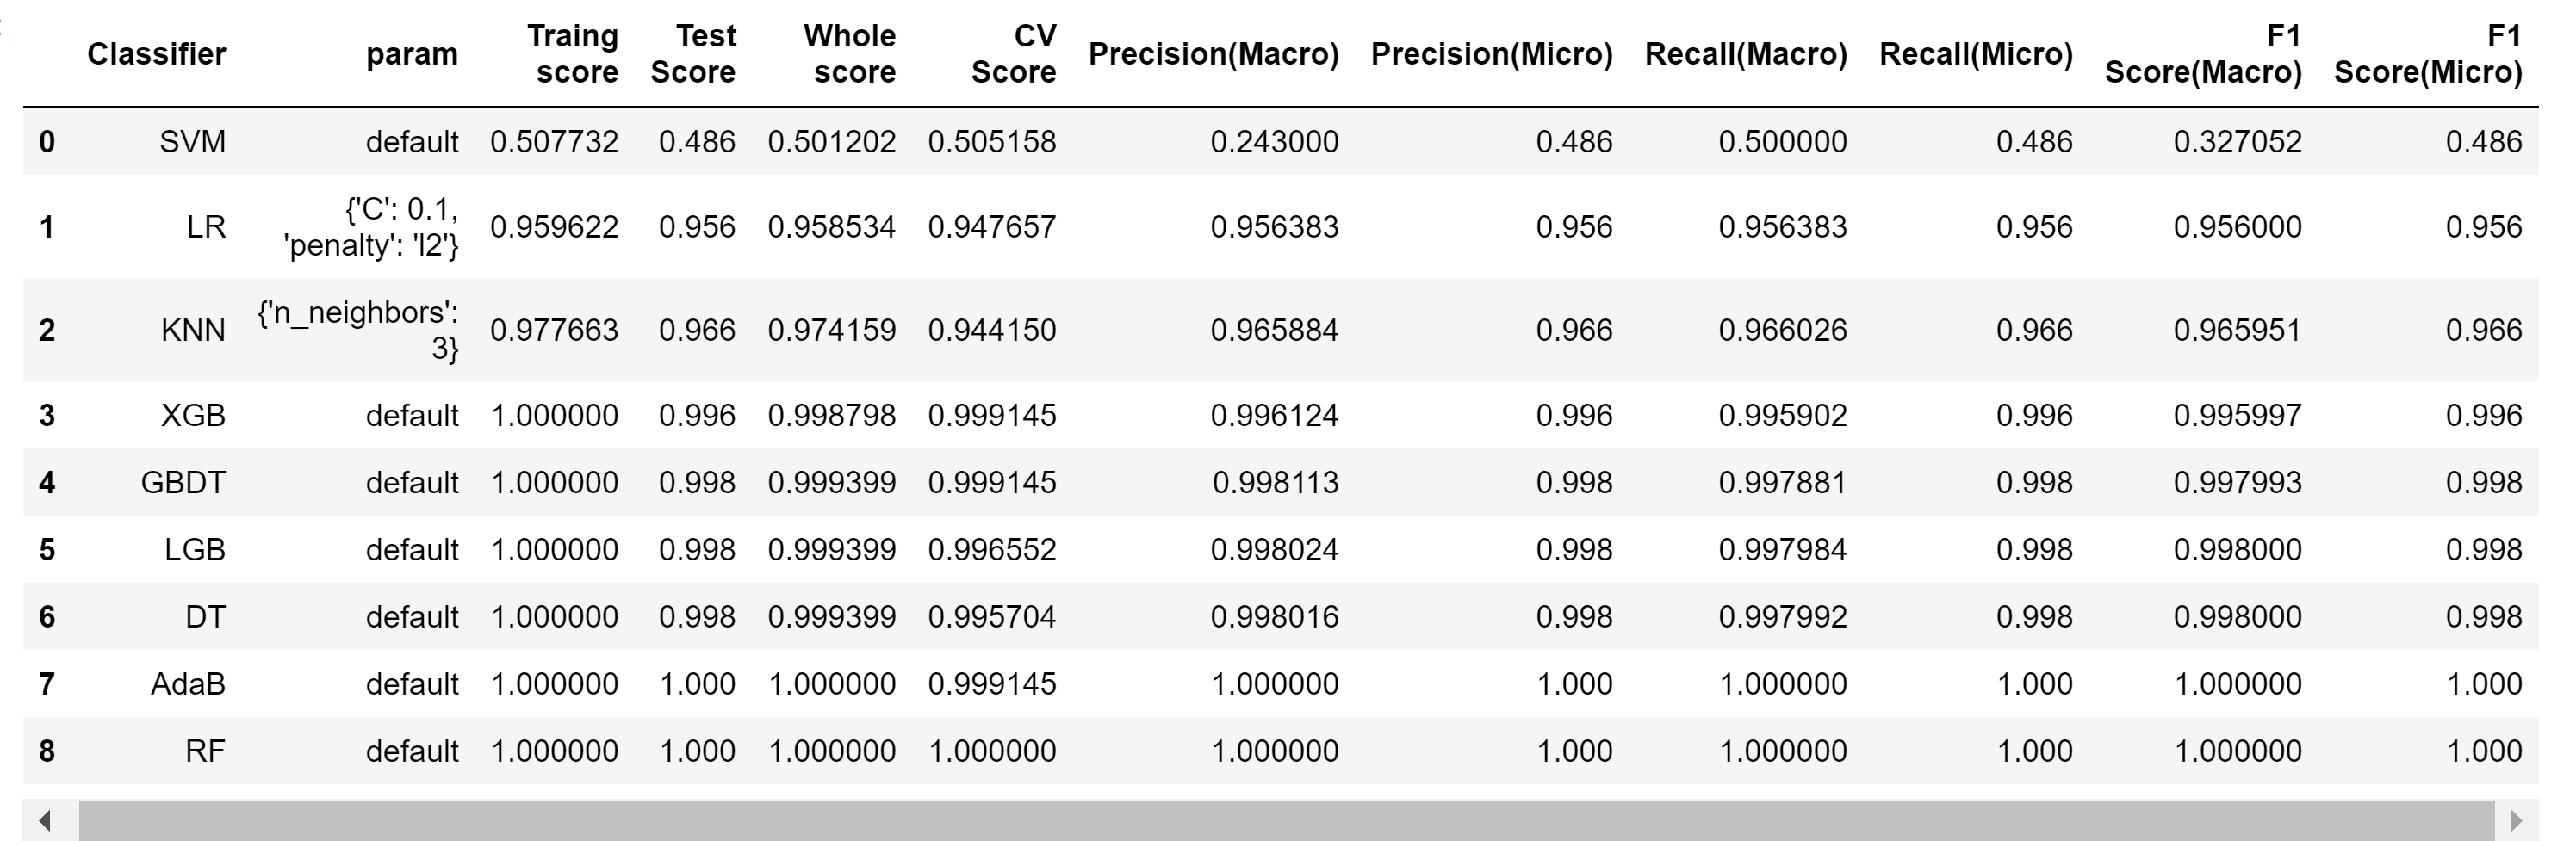 Classifier param Traing score Test Score Whole score CV Score Precision(Macro) Precision(Micro) Recall(Macro) Recall(Micro) F1 Score(Macro) F1 Score(Micro)
0 SVM default 0.507732 0.486 0.501202 0.505158 0.243000 0.486 0.500000 0.486 0.327052 0.486
1 LR {'C': 0.1, 'penalty': 'l2'} 0.959622 0.956 0.958534 0.947657 0.956383 0.956 0.956383 0.956 0.956000 0.956
2 KNN {'n_neighbors': 3} 0.977663 0.966 0.974159 0.944150 0.965884 0.966 0.966026 0.966 0.965951 0.966
3 XGB default 1.000000 0.996 0.998798 0.999145 0.996124 0.996 0.995902 0.996 0.995997 0.996
4 GBDT default 1.000000 0.998 0.999399 0.999145 0.998113 0.998 0.997881 0.998 0.997993 0.998
5 LGB default 1.000000 0.998 0.999399 0.996552 0.998024 0.998 0.997984 0.998 0.998000 0.998
6 DT default 1.000000 0.998 0.999399 0.995704 0.998016 0.998 0.997992 0.998 0.998000 0.998
7 AdaB default 1.000000 1.000 1.000000 0.999145 1.000000 1.000 1.000000 1.000 1.000000 1.000
8 RF default 1.000000 1.000 1.000000 1.000000 1.000000 1.000 1.000000 1.000 1.000000 1.000